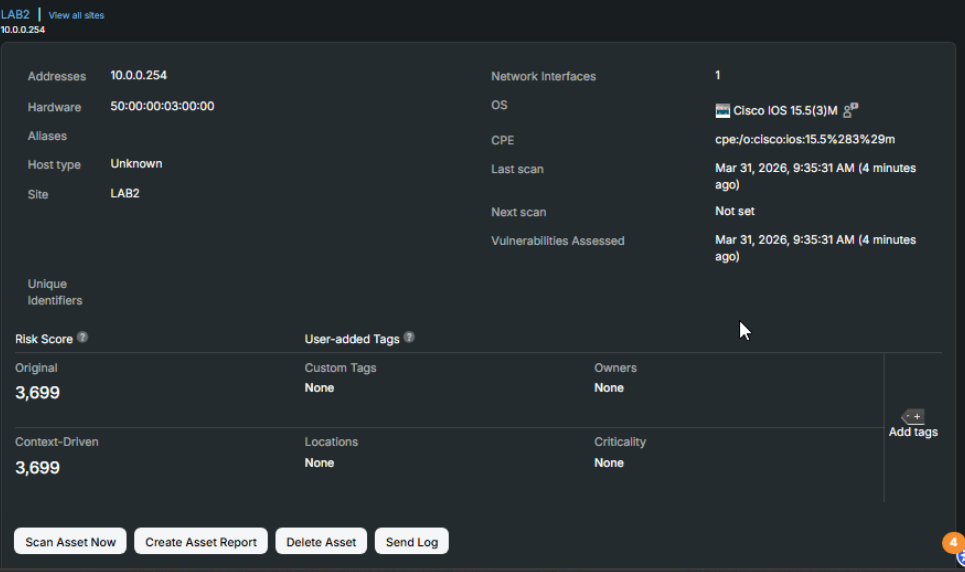 LAB2 | View all sites
10.0.0.254
Addresses 10.0.0.254
Hardware 50:00:00:03:00:00
Aliases
Host type Unknown
Site LAB2
Network Interfaces 1
OS Cisco IOS 15.5(3)M
CPE cpe:/o:cisco:ios:15.5%283%29m
Last scan Mar 31, 2026, 9:35:31 AM (4 minutes
ago)
Next scan Not set
Vulnerabilities Assessed Mar 31, 2026, 9:35:31 AM (4 minutes
ago)
Unique
Identifiers
Risk Score ? User-added Tags ?
Original Custom Tags Owners
3,699 None None
Add tags
Context-Driven Locations Criticality
3,699 None None
Scan Asset Now Create Asset Report Delete Asset Send Log
4